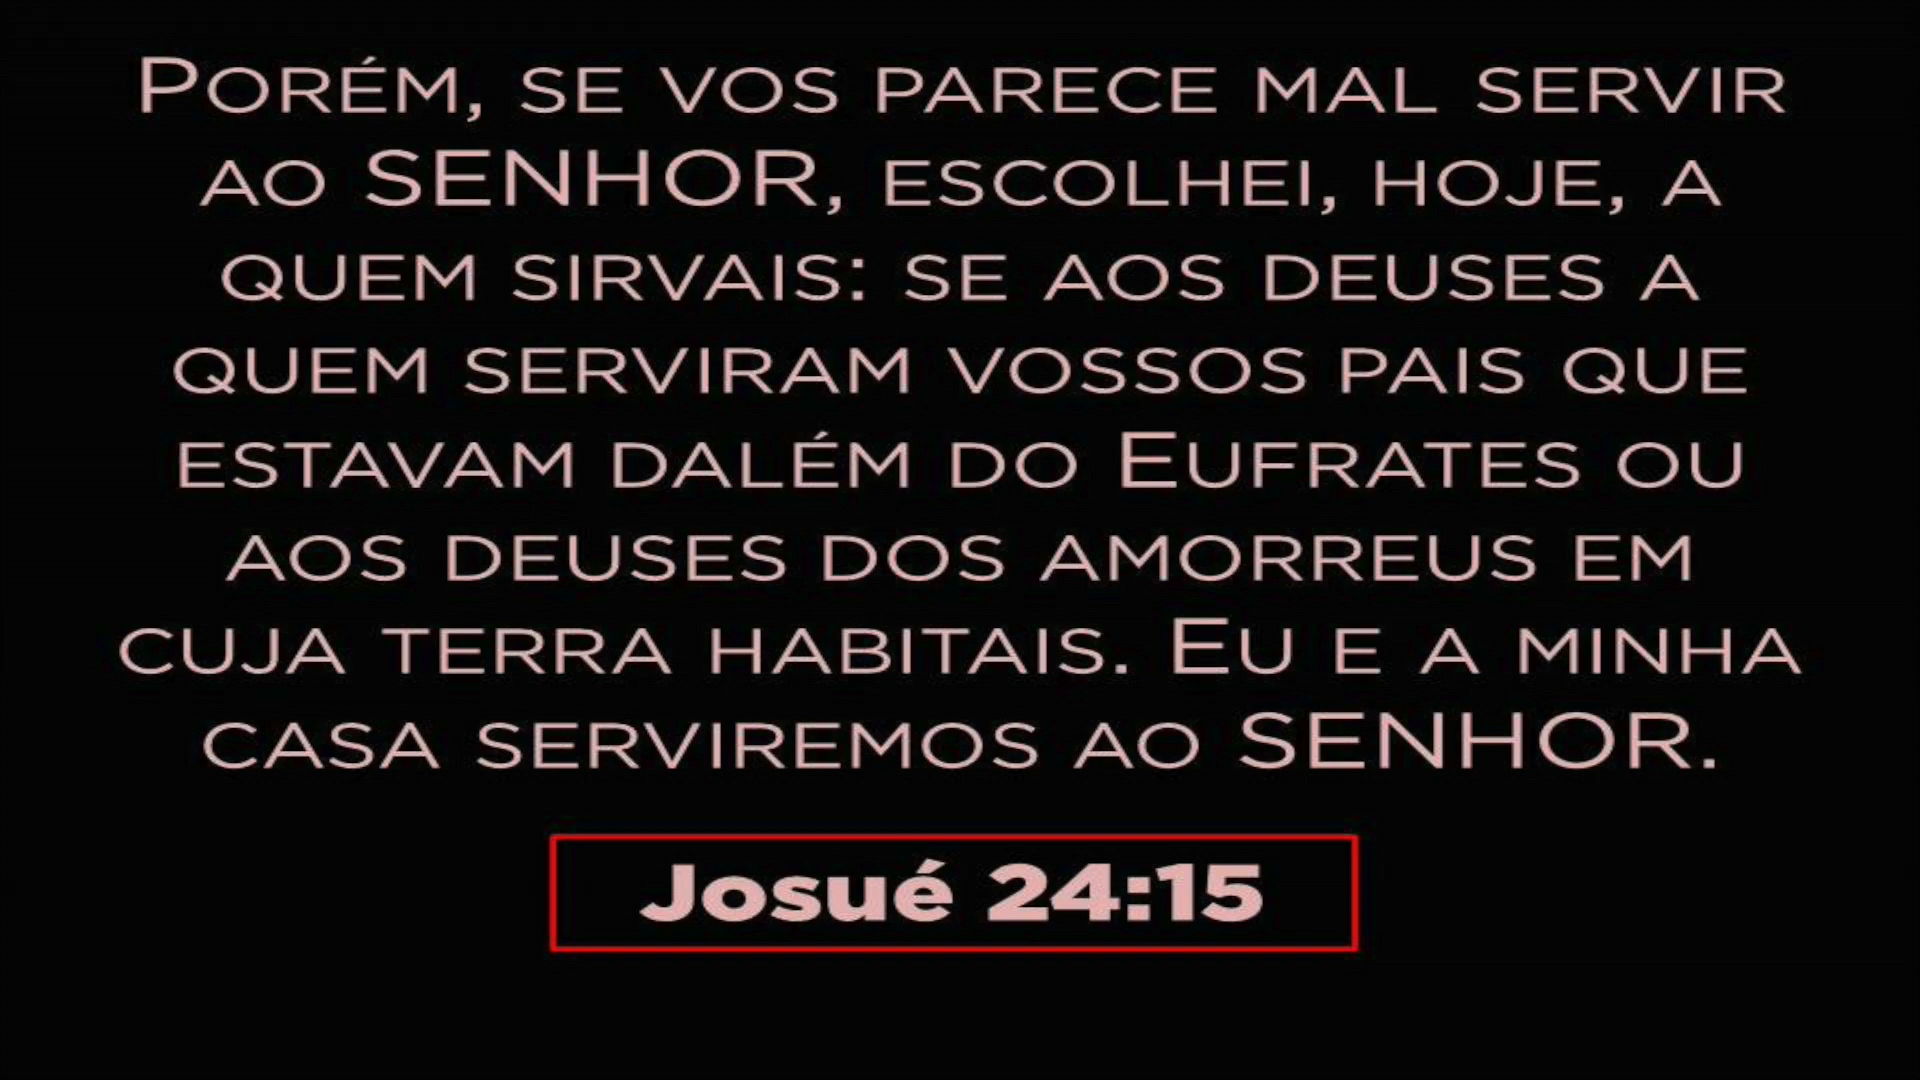 Porém, se vos parece mal servir
ao SENHOR, escolhei, hoje, a
quem sirvais: se aos deuses a
quem serviram vossos pais que
estavam dalém do Eufrates ou
aos deuses dos amorreus em
cuja terra habitais. Eu e a minha
casa serviremos ao SENHOR.
Josué 24:15